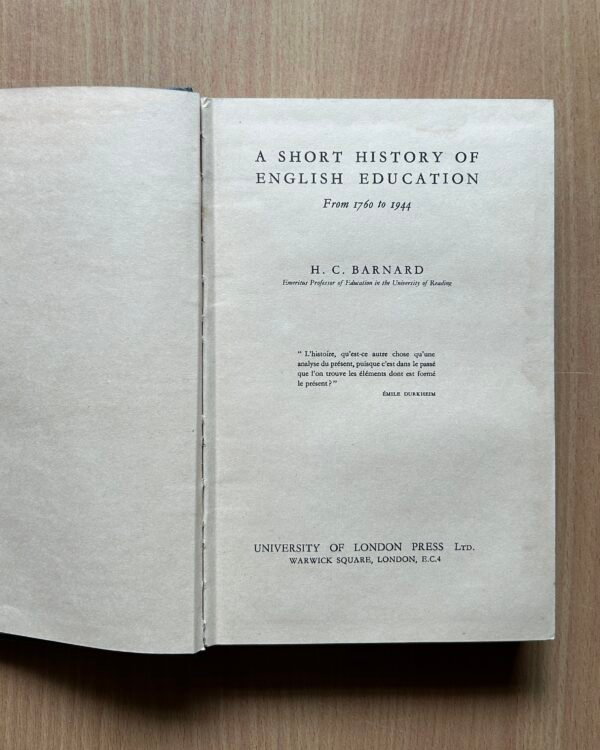 A SHORT HISTORY OF
ENGLISH EDUCATION
From 1760 to 1944
H. C. BARNARD
Emeritus Professor of Education in the University of Reading
" L'histoire, qu'est-ce autre chose qu'une
analyse du présent, puisque c'est dans le passé
que l'on trouve les éléments dont est formé
le présent ? "
ÉMILE DURKHEIM
UNIVERSITY OF LONDON PRESS LTD.
WARWICK SQUARE, LONDON, E.C.4